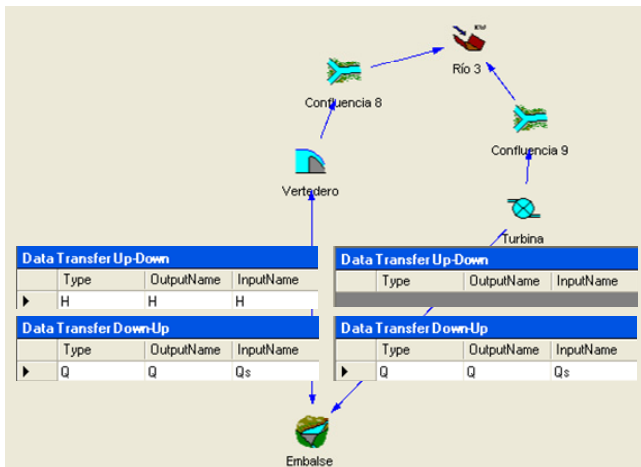 Río 3
Confluencia 8
Confluencia 9
Vertedero
Turbina
Data Transfer Up-Down
Type OutputName InputName
H H H
Data Transfer Down-Up
Type OutputName InputName
Q Q Qs
Data Transfer Up-Down
Type OutputName InputName
Data Transfer Down-Up
Type OutputName InputName
Q Q Qs
Embalse